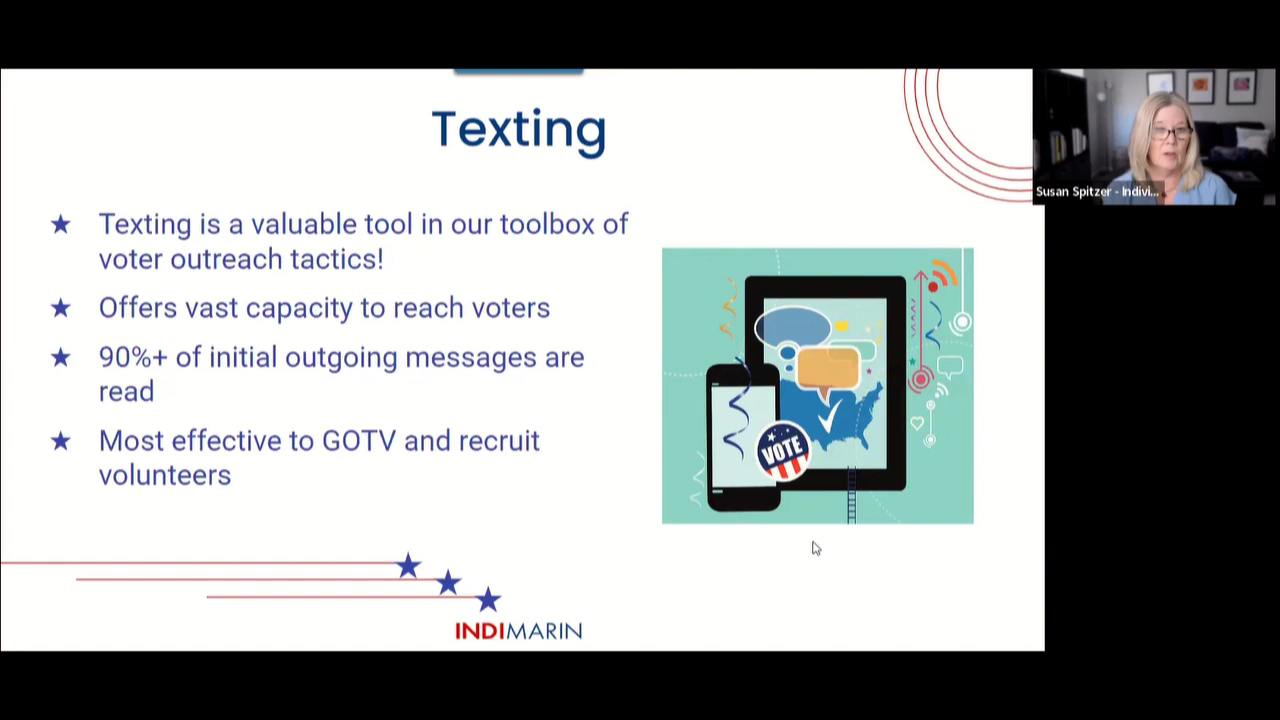 Texting
Texting is a valuable tool in our toolbox of
voter outreach tactics!
Offers vast capacity to reach voters
90%+ of initial outgoing messages are
read
Most effective to GOTV and recruit
volunteers
VOTE
INDIMARIN
Susan Spitzer - Indivi...